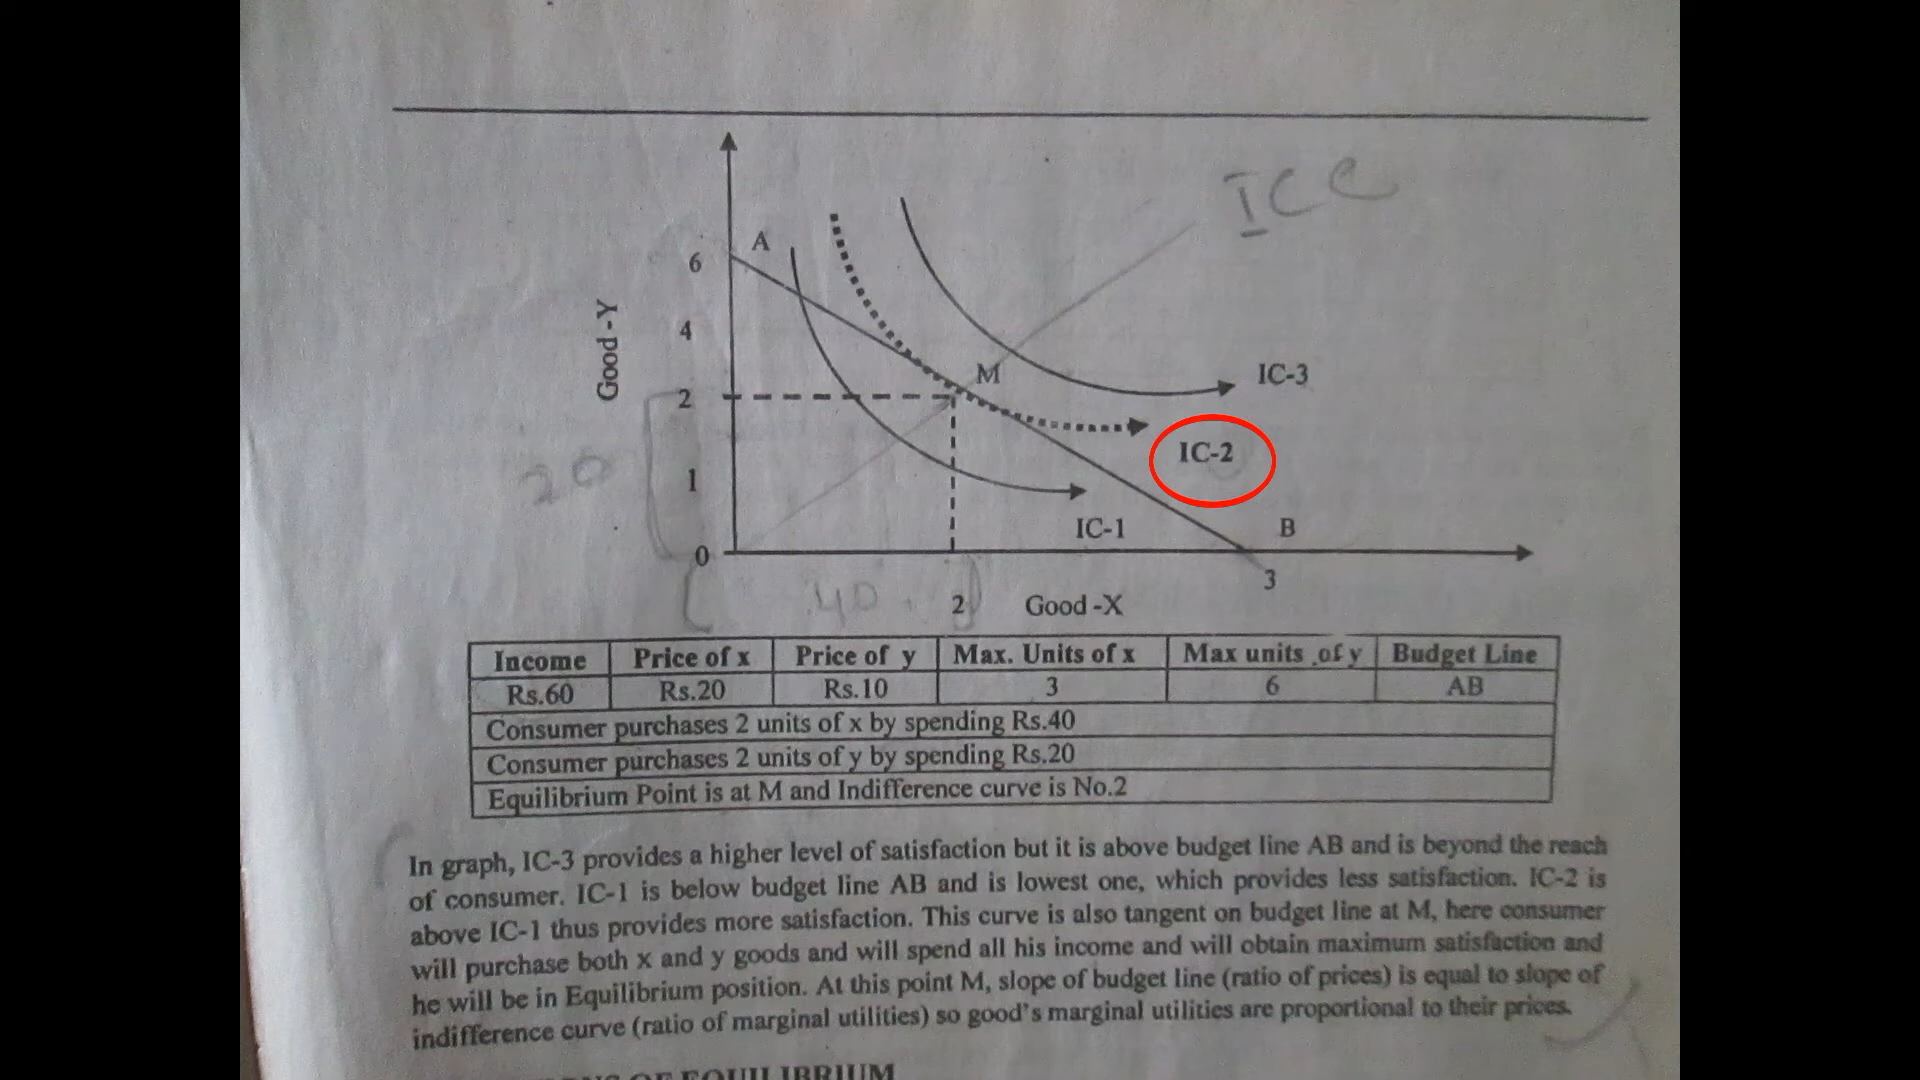 ICC
A
6
Good -Y
4
M
IC-3
2
IC-2
20
1
IC-1
B
0
3
40
2
Good -X
Income Price of x Price of y Max. Units of x Max units of y Budget Line
Rs.60 Rs.20 Rs.10 3 6 AB
Consumer purchases 2 units of x by spending Rs.40
Consumer purchases 2 units of y by spending Rs.20
Equilibrium Point is at M and Indifference curve is No.2
In graph, IC-3 provides a higher level of satisfaction but it is above budget line AB and is beyond the reach
of consumer. IC-1 is below budget line AB and is lowest one, which provides less satisfaction. IC-2 is
above IC-1 thus provides more satisfaction. This curve is also tangent on budget line at M, here consumer
will purchase both x and y goods and will spend all his income and will obtain maximum satisfaction and
he will be in Equilibrium position. At this point M, slope of budget line (ratio of prices) is equal to slope of
indifference curve (ratio of marginal utilities) so good's marginal utilities are proportional to their prices.
OF EQUILIBRIUM